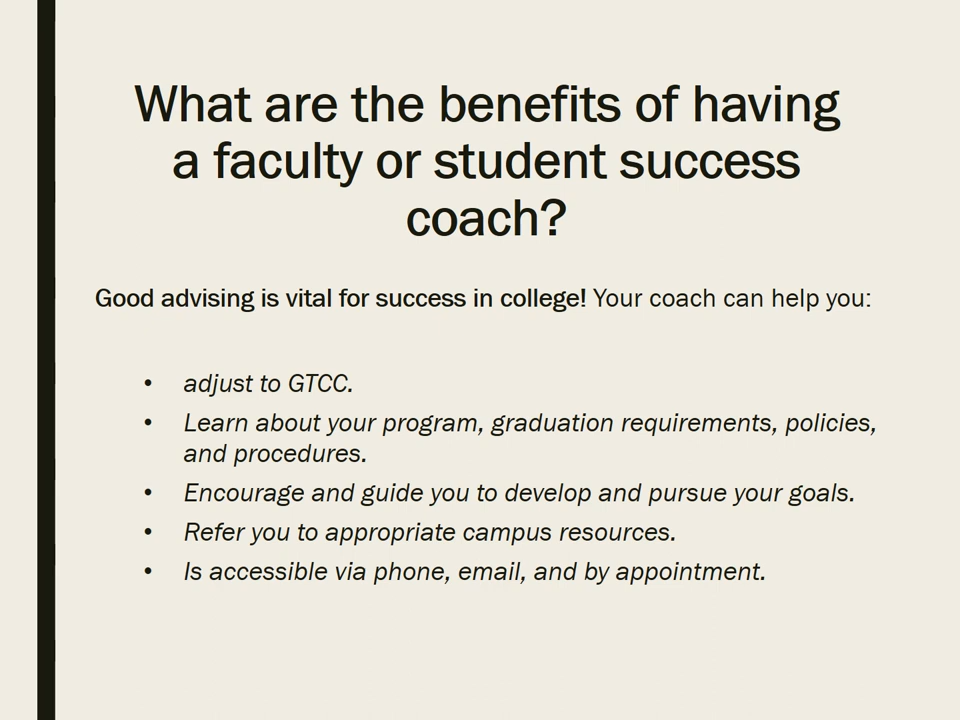 What are the benefits of having
a faculty or student success
coach?
Good advising is vital for success in college! Your coach can help you:
• adjust to GTCC.
• Learn about your program, graduation requirements, policies,
and procedures.
• Encourage and guide you to develop and pursue your goals.
• Refer you to appropriate campus resources.
• Is accessible via phone, email, and by appointment.